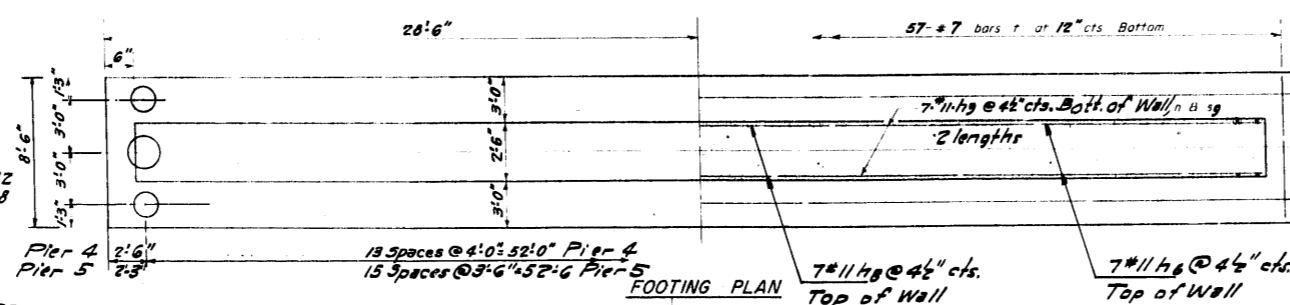 28'-6"
57-#7 bars t at 12" cts Bottom
6"
1'-3"
3'-0"
8'-6"
3'-0"
1'-3"
12
8
3'-0"
2'-6"
3'-0"
7-#11-h9 @ 4½" cts. Bott. of Wall,
2 lengths
Pier 4 2'-6" 13 Spaces @ 4'-0"= 52'-0" Pier 4
Pier 5 2'-3" 15 Spaces @ 3'-6"=52'-6 Pier 5
FOOTING PLAN
7#11 h8 @ 4½" cts.
Top of Wall
7#11 h6 @ 4½" cts.
Top of Wall